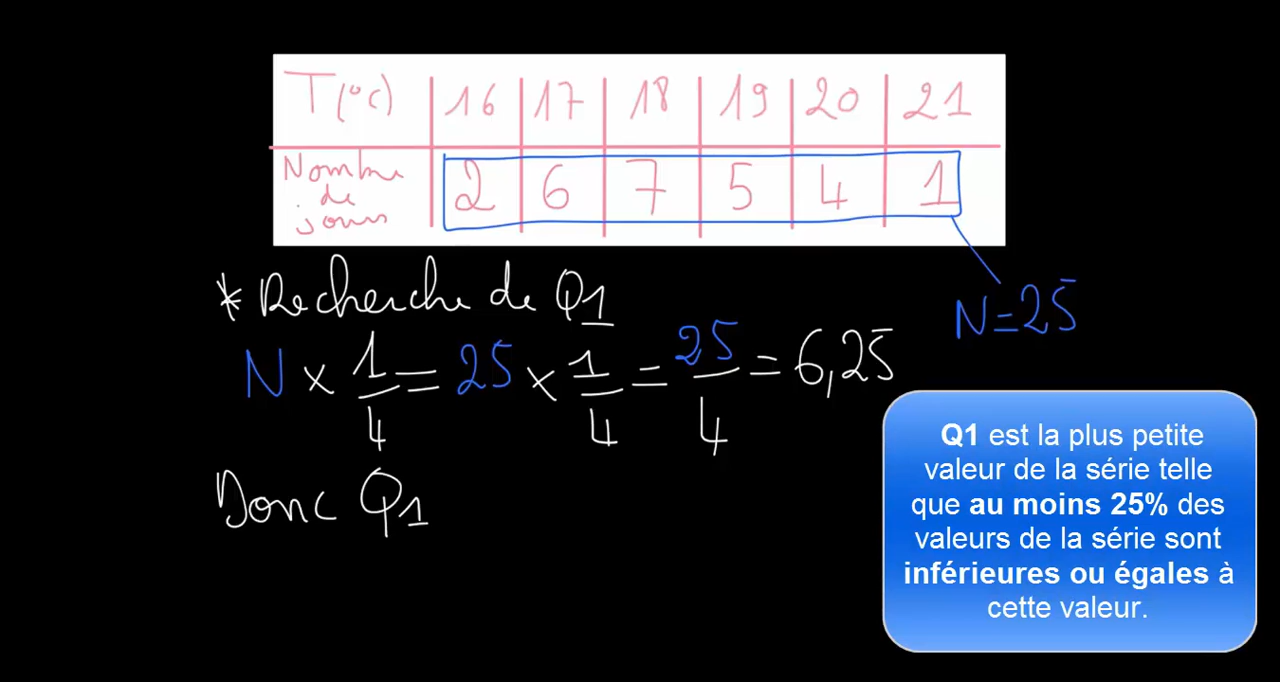 T(°C) 16 17 18 19 20 21
Nombre
de
jours
2 6 7 5 4 1
* Recherche de Q1
N=25
N × 1/4 = 25 × 1/4 = 25/4 = 6,25
Donc Q1
Q1 est la plus petite
valeur de la série telle
que au moins 25% des
valeurs de la série sont
inférieures ou égales à
cette valeur.